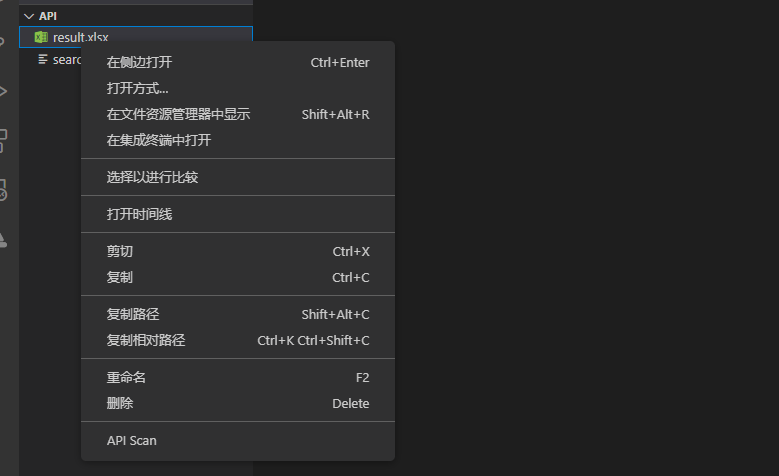 API
result.xlsx
在侧边打开 Ctrl+Enter
打开方式...
在文件资源管理器中显示 Shift+Alt+R
在集成终端中打开
选择以进行比较
打开时间线
剪切 Ctrl+X
复制 Ctrl+C
复制路径 Shift+Alt+C
复制相对路径 Ctrl+K Ctrl+Shift+C
重命名 F2
删除 Delete
API Scan